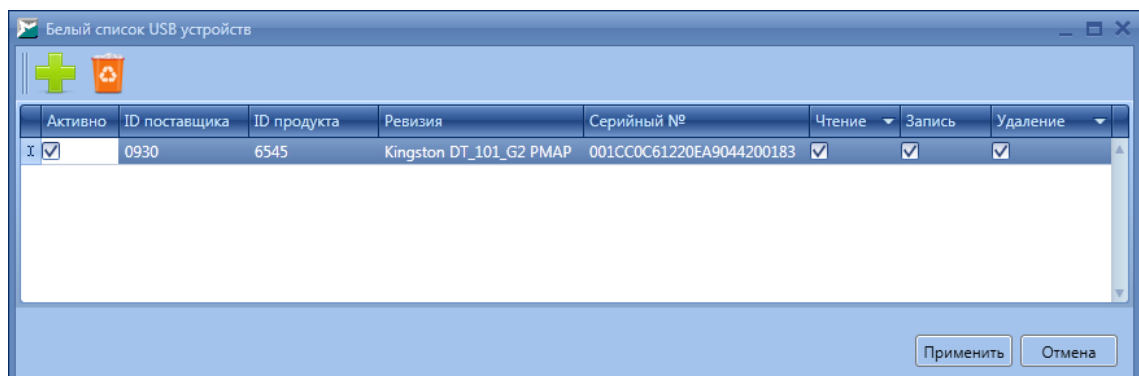 Белый список USB устройств
Активно ID поставщика ID продукта Ревизия Серийный № Чтение Запись Удаление
0930 6545 Kingston DT_101_G2 PMAP 001CC0C61220EA9044200183
Применить Отмена